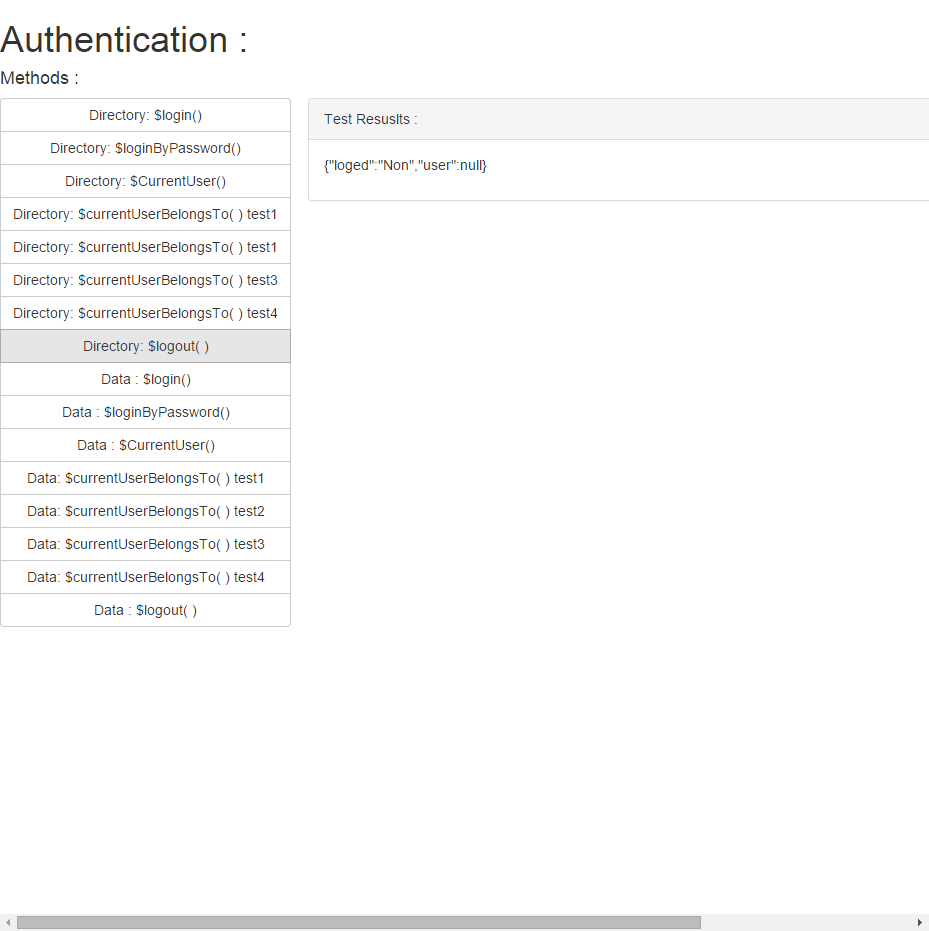 Authentication :
Methods :
Directory: $login()
Directory: $loginByPassword()
Directory: $CurrentUser()
Directory: $currentUserBelongsTo( ) test1
Directory: $currentUserBelongsTo( ) test1
Directory: $currentUserBelongsTo( ) test3
Directory: $currentUserBelongsTo( ) test4
Directory: $logout( )
Data : $login()
Data : $loginByPassword()
Data : $CurrentUser()
Data: $currentUserBelongsTo( ) test1
Data: $currentUserBelongsTo( ) test2
Data: $currentUserBelongsTo( ) test3
Data: $currentUserBelongsTo( ) test4
Data : $logout( )
Test Resuslts :
{"loged":"Non","user":null}